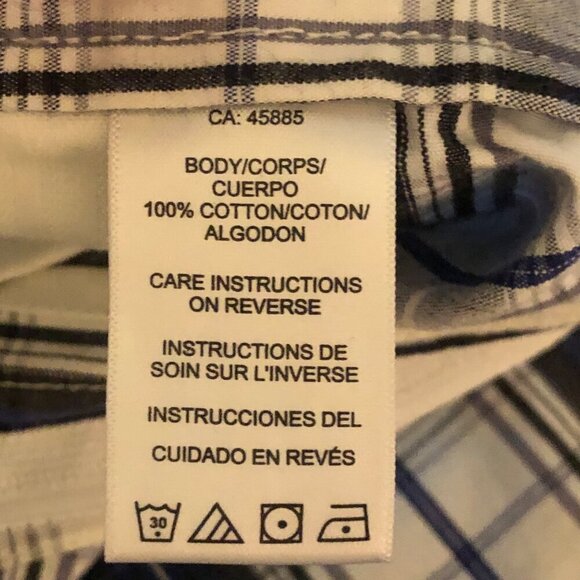 CA: 45885
BODY/CORPS/
CUERPO
100% COTTON/COTON/
ALGODON
CARE INSTRUCTIONS
ON REVERSE
INSTRUCTIONS DE
SOIN SUR L'INVERSE
INSTRUCCIONES DEL
CUIDADO EN REVÉS
30